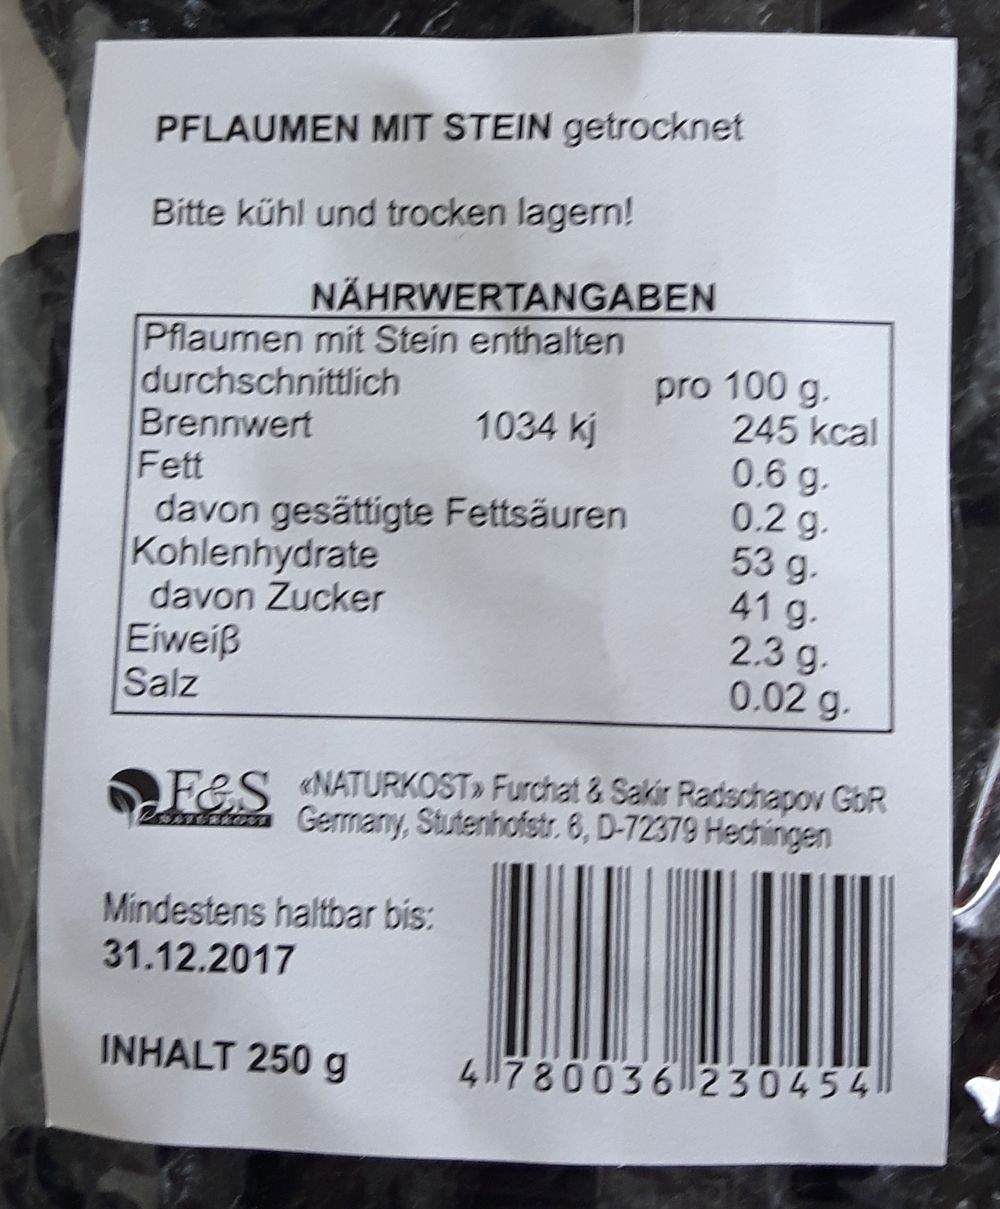 PFLAUMEN MIT STEIN getrocknet
Bitte kühl und trocken lagern!
NÄHRWERTANGABEN
Pflaumen mit Stein enthalten
durchschnittlich pro 100 g.
Brennwert 1034 kj 245 kcal
Fett 0.6 g.
davon gesättigte Fettsäuren 0.2 g.
Kohlenhydrate 53 g.
davon Zucker 41 g.
Eiweiß 2.3 g.
Salz 0.02 g.
F&S
NATURKOST
«NATURKOST» Furchat & Sakir Radschapov GbR
Germany, Stutenhofstr. 6, D-72379 Hechingen
Mindestens haltbar bis:
31.12.2017
INHALT 250 g
4 780036 230454